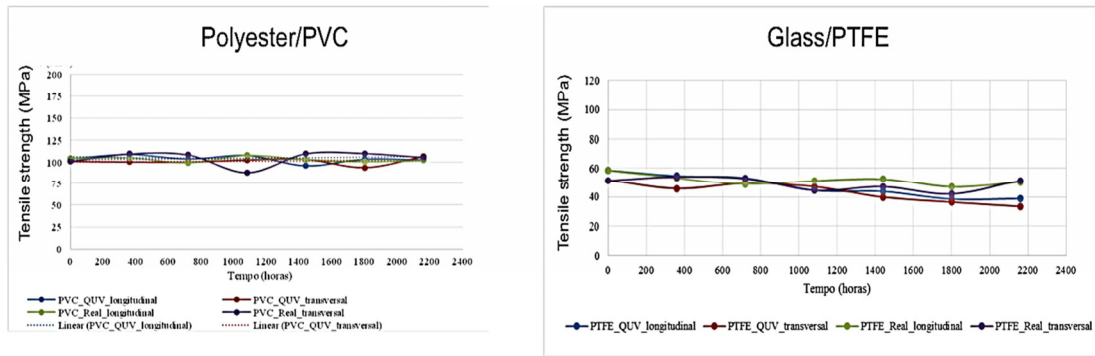 Polyester/PVC
Tensile strength (MPa)
200
175
150
125
100
75
50
25
0
0 200 400 600 800 1000 1200 1400 1600 1800 2000 2200 2400
Tempo (horas)
PVC_QUV_longitudinal PVC_QUV_transversal
PVC_Real_longitudinal PVC_Real_transversal
Linear (PVC_QUV_longitudinal) Linear (PVC_QUV_transversal)
Glass/PTFE
Tensile strength (MPa)
120
100
80
60
40
20
0
0 200 400 600 800 1000 1200 1400 1600 1800 2000 2200 2400
Tempo (horas)
PTFE_QUV_longitudinal PTFE_QUV_transversal PTFE_Real_longitudinal PTFE_Real_transversal